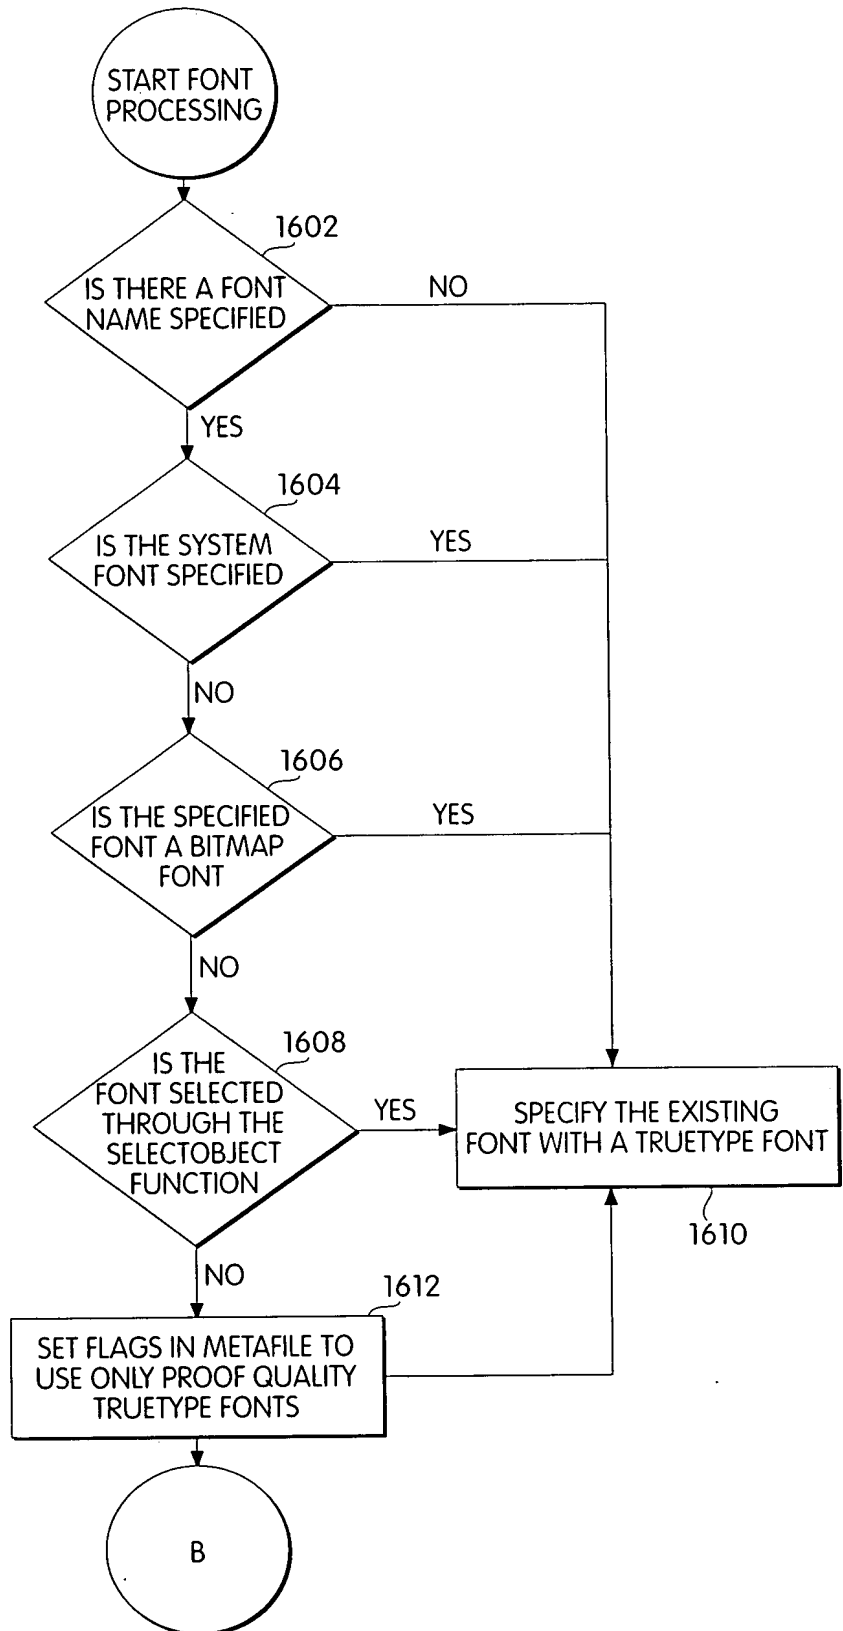 START FONT
PROCESSING
1602
IS THERE A FONT
NAME SPECIFIED
NO
YES
1604
IS THE SYSTEM
FONT SPECIFIED
YES
NO
1606
IS THE SPECIFIED
FONT A BITMAP
FONT
YES
NO
1608
IS THE
FONT SELECTED
THROUGH THE
SELECTOBJECT
FUNCTION
YES
SPECIFY THE EXISTING
FONT WITH A TRUETYPE FONT
1610
NO
1612
SET FLAGS IN METAFILE TO
USE ONLY PROOF QUALITY
TRUETYPE FONTS
B